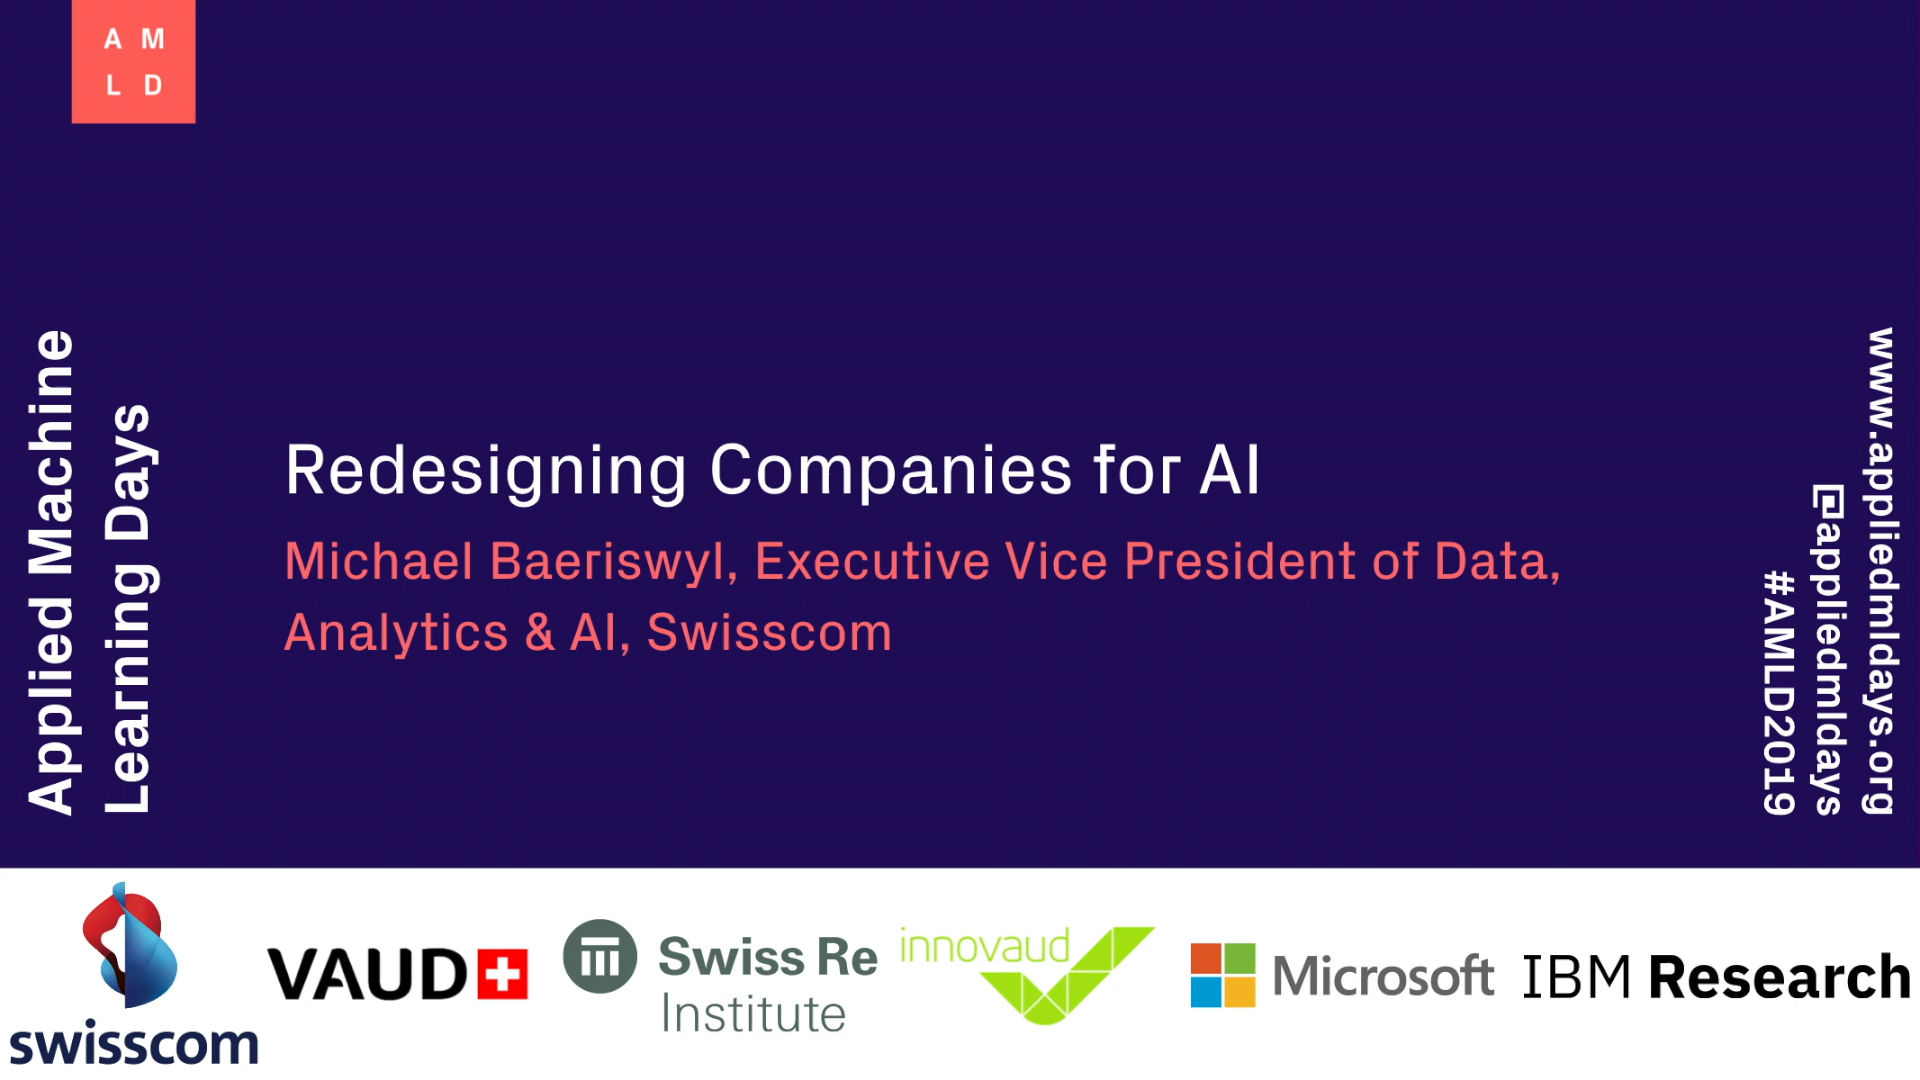 A M
L D
Applied Machine
Learning Days
Redesigning Companies for AI
Michael Baeriswyl, Executive Vice President of Data,
Analytics & AI, Swisscom
www.appliedmldays.org
@appliedmldays
#AMLD2019
swisscom
VAUD
Swiss Re
Institute
innovaud
Microsoft
IBM Research